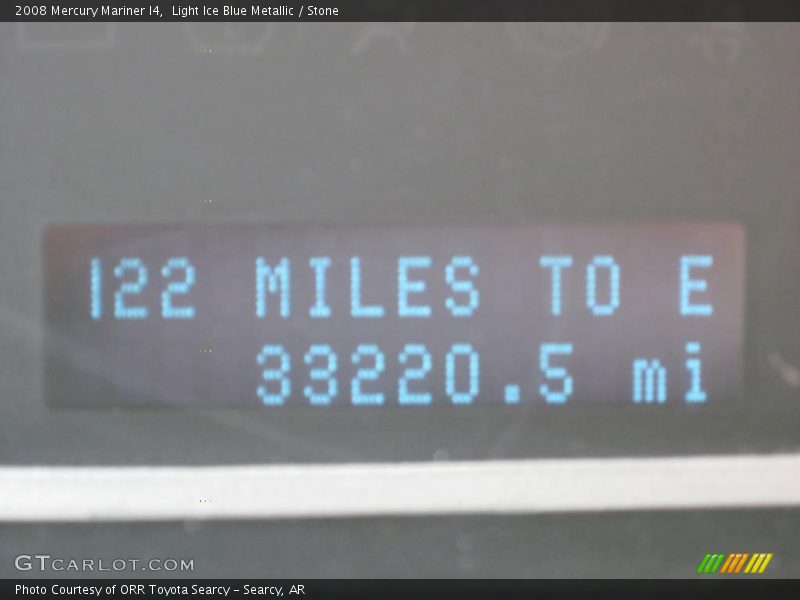 2008 Mercury Mariner I4,  Light Ice Blue Metallic / Stone
122 MILES TO E
33220.5 mi
GTCARLOT.COM
Photo Courtesy of ORR Toyota Searcy - Searcy, AR